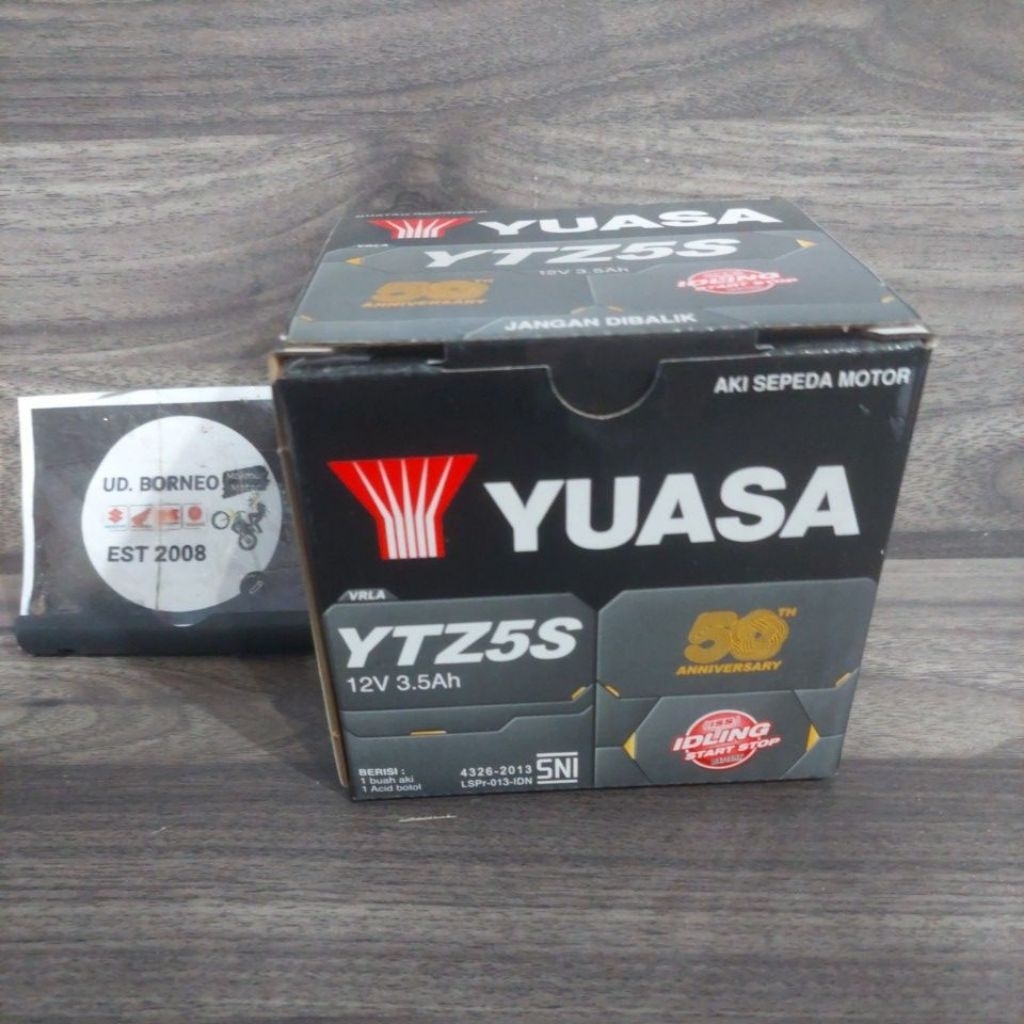 YUASA
VRLA
YTZ5S
12V 3.5Ah
50TH
ANNIVERSARY
IDLING
START STOP
JANGAN DIBALIK
AKI SEPEDA MOTOR
YUASA
VRLA
YTZ5S
12V 3.5Ah
50TH
ANNIVERSARY
IDLING
START STOP
BERISI :
1 buah aki
1 Acid botol
4326-2013
LSPr-013-IDN
SNI
UD. BORNEO
EST 2008